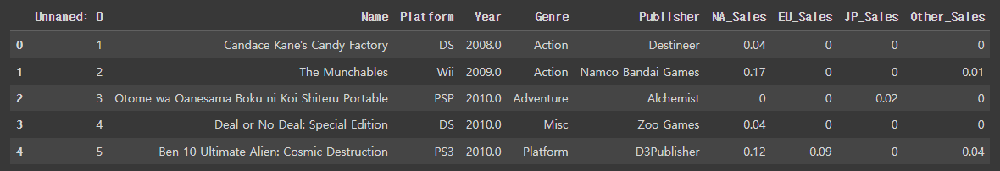 Unnamed: 0 Name Platform Year Genre Publisher NA_Sales EU_Sales JP_Sales Other_Sales
0 1 Candace Kane's Candy Factory DS 2008.0 Action Destineer 0.04 0 0 0
1 2 The Munchables Wii 2009.0 Action Namco Bandai Games 0.17 0 0 0.01
2 3 Otome wa Oanesama Boku ni Koi Shiteru Portable PSP 2010.0 Adventure Alchemist 0 0 0.02 0
3 4 Deal or No Deal: Special Edition DS 2010.0 Misc Zoo Games 0.04 0 0 0
4 5 Ben 10 Ultimate Alien: Cosmic Destruction PS3 2010.0 Platform D3Publisher 0.12 0.09 0 0.04